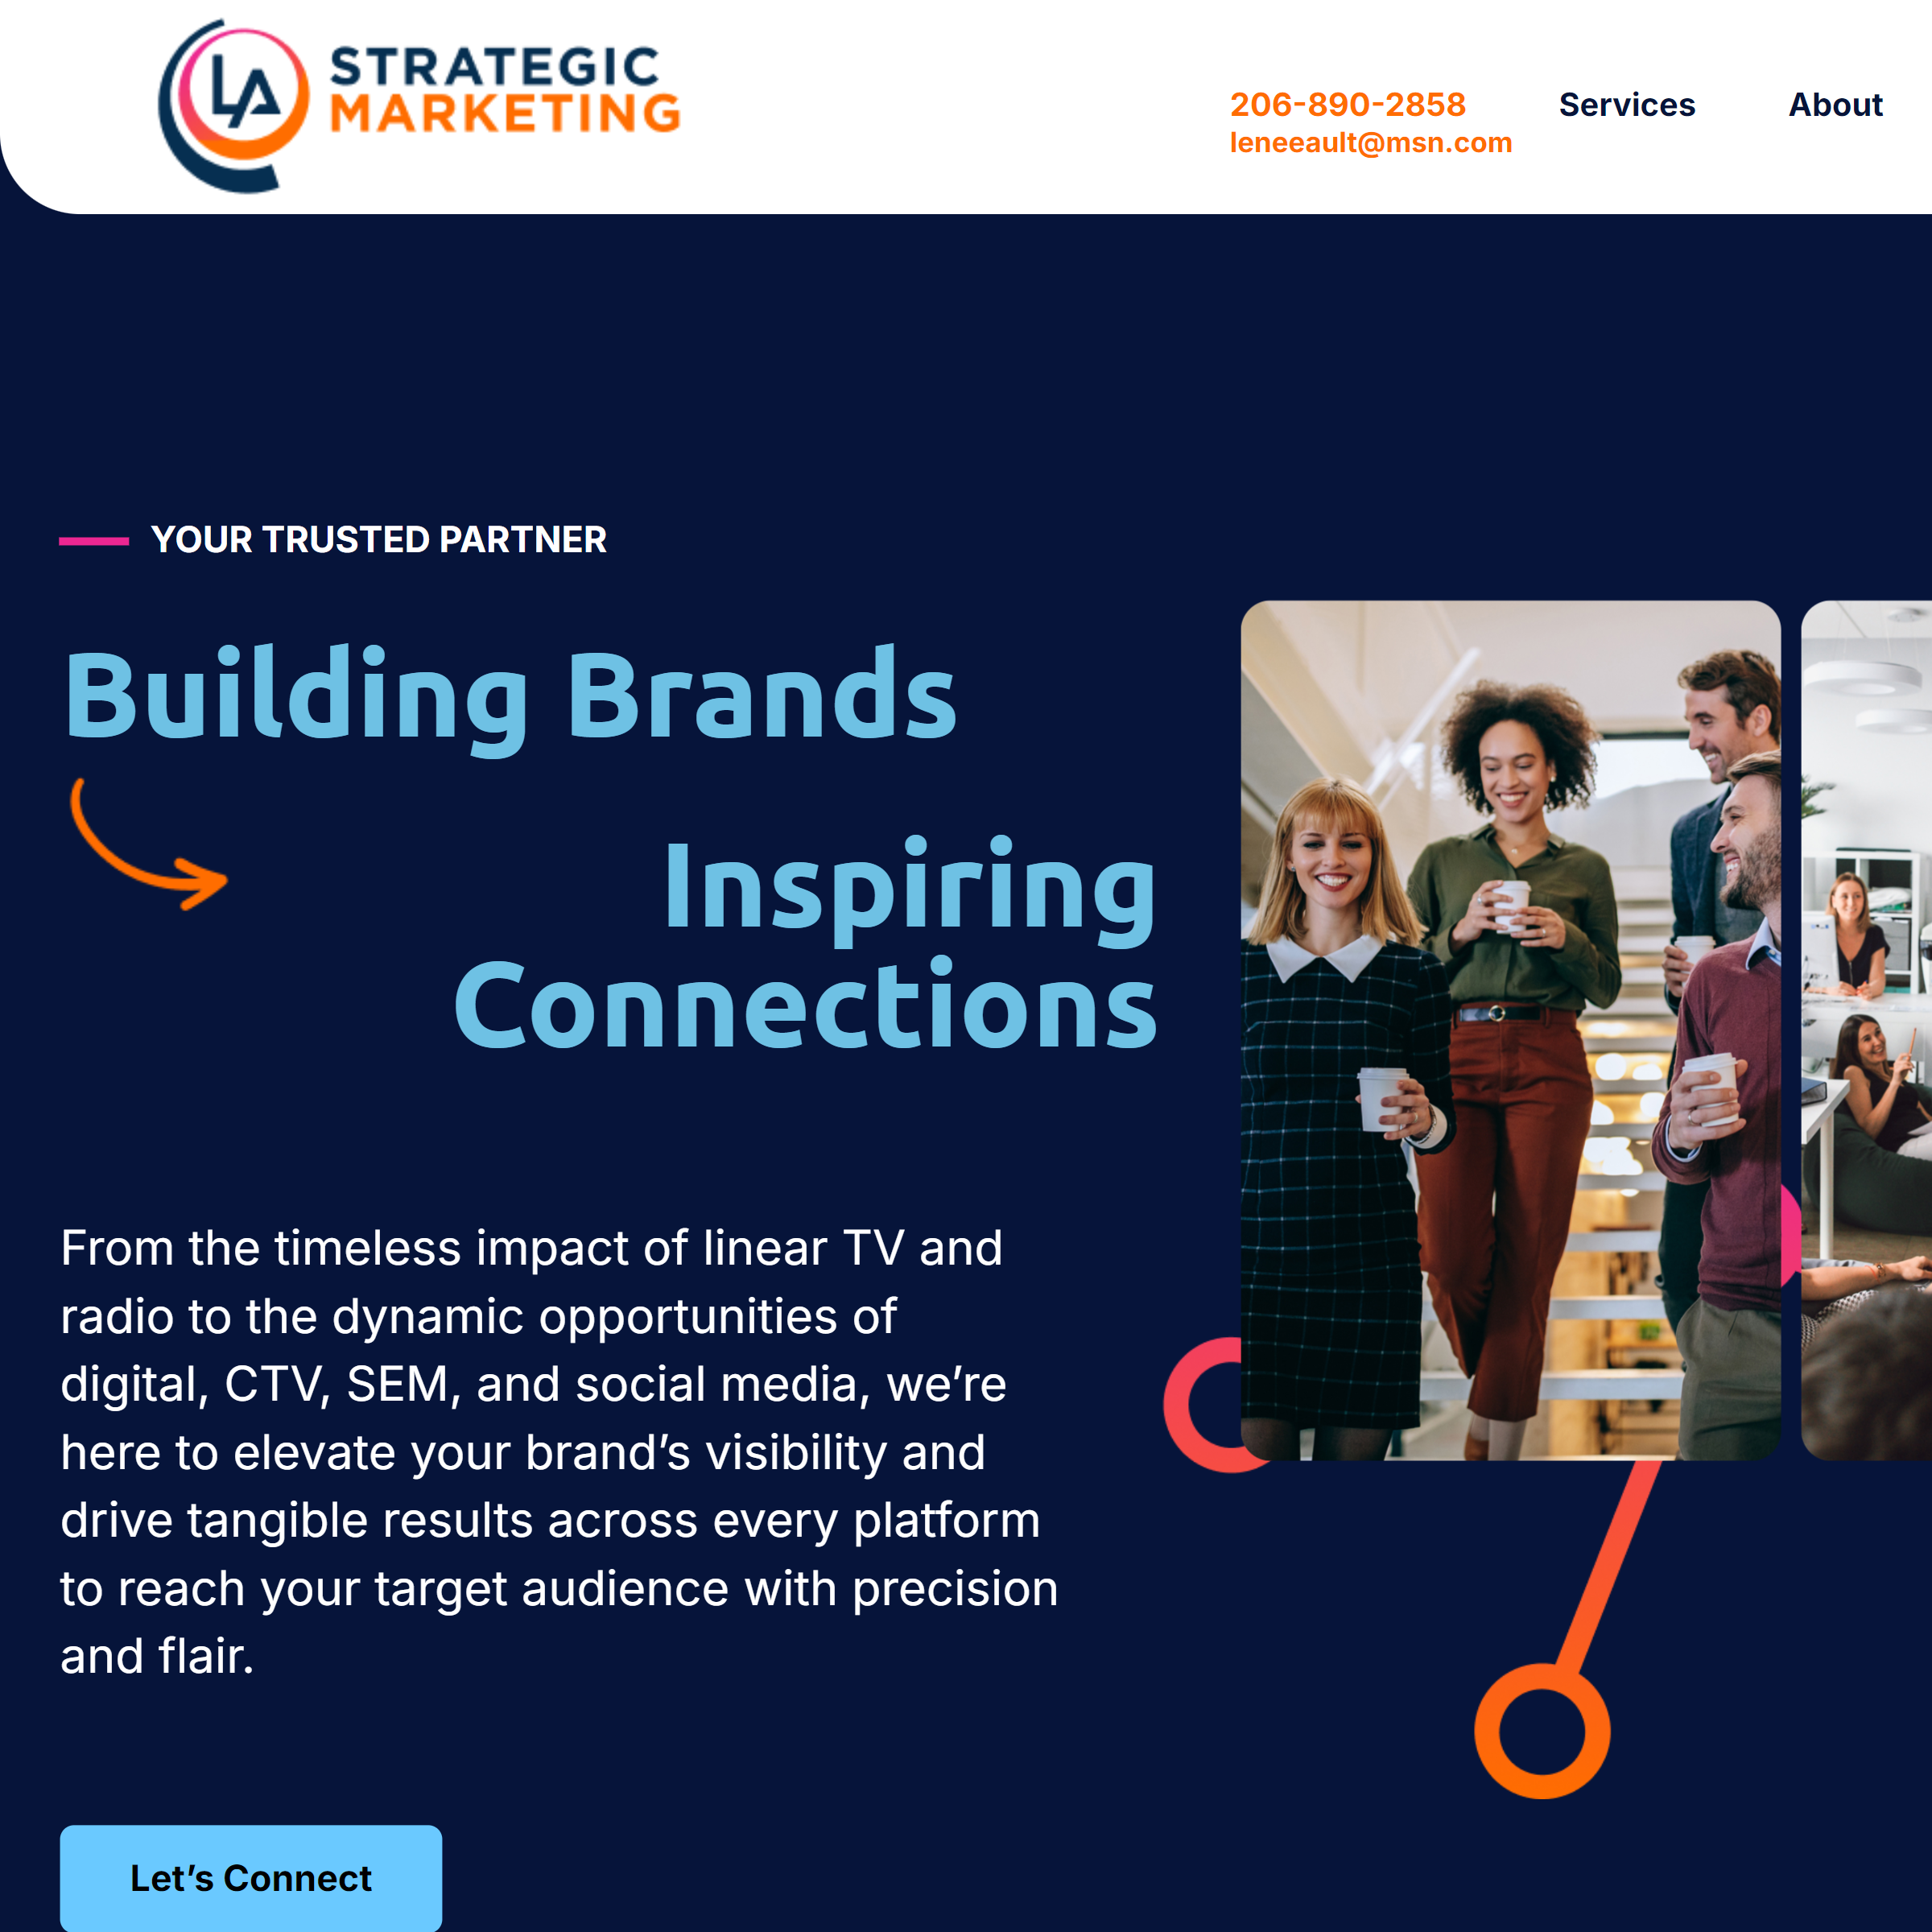 LA
STRATEGIC
MARKETING
206-890-2858
leneeault@msn.com
Services
About
YOUR TRUSTED PARTNER
Building Brands
Inspiring
Connections
From the timeless impact of linear TV and
radio to the dynamic opportunities of
digital, CTV, SEM, and social media, we’re
here to elevate your brand’s visibility and
drive tangible results across every platform
to reach your target audience with precision
and flair.
Let’s Connect